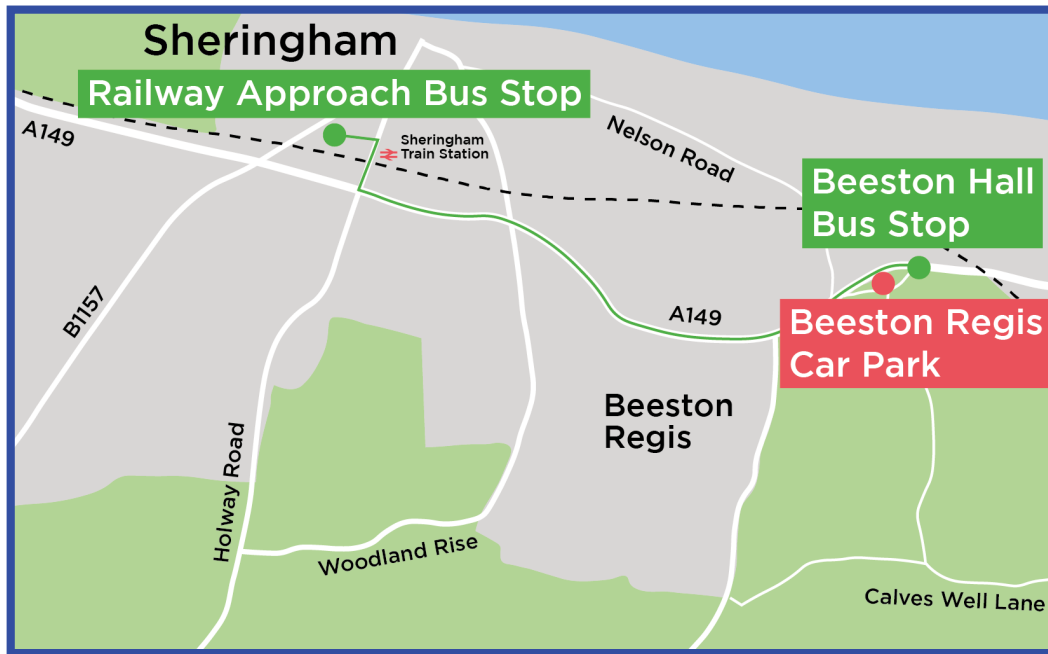 Sheringham
Railway Approach Bus Stop
A149
Sheringham
Train Station
Nelson Road
Beeston Hall
Bus Stop
B1157
A149
Beeston Regis
Car Park
Beeston
Regis
Holway Road
Woodland Rise
Calves Well Lane